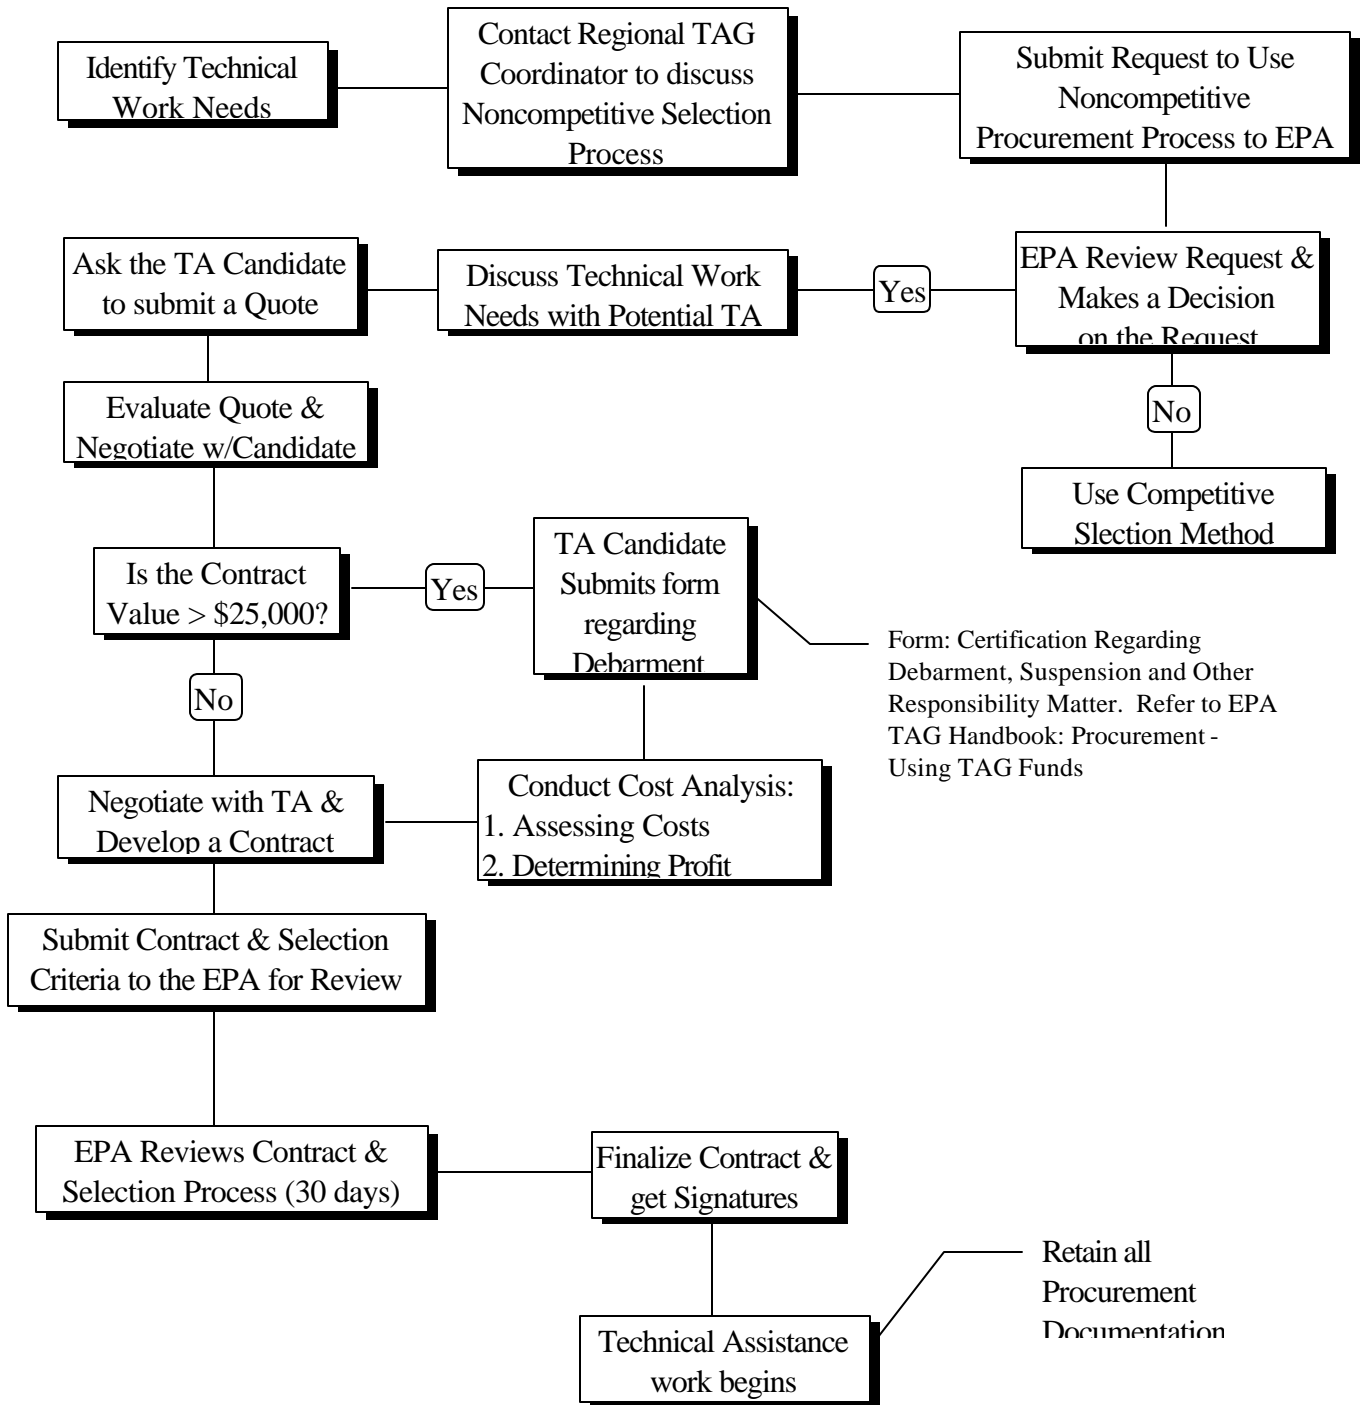 Identify Technical
Work Needs
Contact Regional TAG
Coordinator to discuss
Noncompetitive Selection
Process
Submit Request to Use
Noncompetitive
Procurement Process to EPA
EPA Review Request &
Makes a Decision
on the Request
Yes
Discuss Technical Work
Needs with Potential TA
Ask the TA Candidate
to submit a Quote
No
Use Competitive
Slection Method
Evaluate Quote &
Negotiate w/Candidate
Is the Contract
Value > $25,000?
Yes
TA Candidate
Submits form
regarding
Debarment
Form: Certification Regarding
Debarment, Suspension and Other
Responsibility Matter. Refer to EPA
TAG Handbook: Procurement -
Using TAG Funds
No
Conduct Cost Analysis:
1. Assessing Costs
2. Determining Profit
Negotiate with TA &
Develop a Contract
Submit Contract & Selection
Criteria to the EPA for Review
EPA Reviews Contract &
Selection Process (30 days)
Finalize Contract &
get Signatures
Technical Assistance
work begins
Retain all
Procurement
Documentation